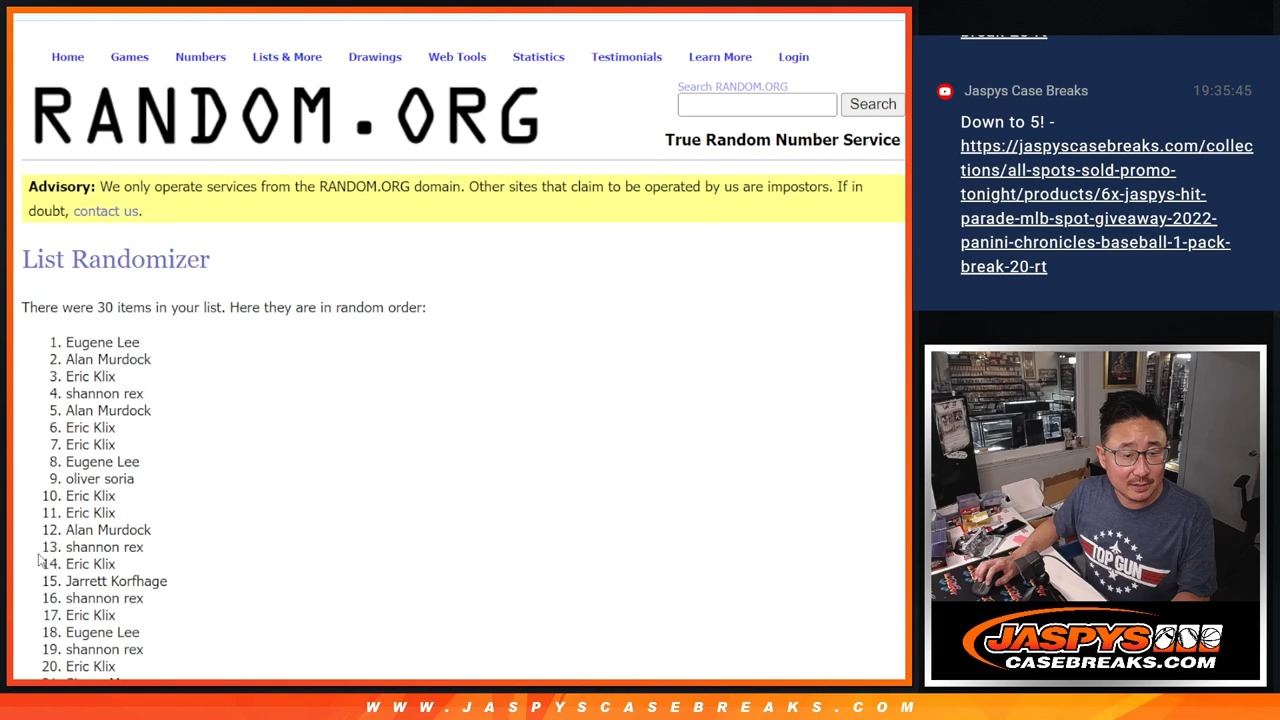 Home Games Numbers Lists & More Drawings Web Tools Statistics Testimonials Learn More Login
RANDOM.ORG
Search RANDOM.ORG
Search
True Random Number Service
Advisory: We only operate services from the RANDOM.ORG domain. Other sites that claim to be operated by us are impostors. If in
doubt, contact us.
List Randomizer
There were 30 items in your list. Here they are in random order:
1. Eugene Lee
2. Alan Murdock
3. Eric Klix
4. shannon rex
5. Alan Murdock
6. Eric Klix
7. Eric Klix
8. Eugene Lee
9. oliver soria
10. Eric Klix
11. Eric Klix
12. Alan Murdock
13. shannon rex
14. Eric Klix
15. Jarrett Korfhage
16. shannon rex
17. Eric Klix
18. Eugene Lee
19. shannon rex
20. Eric Klix
break-20-rt
Jaspys Case Breaks 19:35:45
Down to 5! -
https://jaspyscasebreaks.com/collec
tions/all-spots-sold-promo-
tonight/products/6x-jaspys-hit-
parade-mlb-spot-giveaway-2022-
panini-chronicles-baseball-1-pack-
break-20-rt
TOP GUN
JASPYS
CASEBREAKS.COM
WWW.JASPYSCASEBREAKS.COM